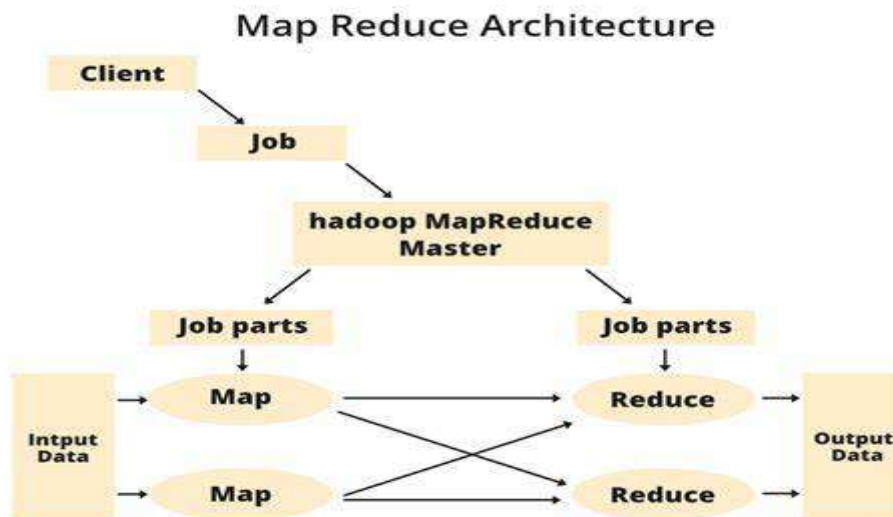 Map Reduce Architecture
Client
Job
hadoop MapReduce
Master
Job parts
Job parts
Map
Reduce
Intput
Data
Output
Data
Map
Reduce